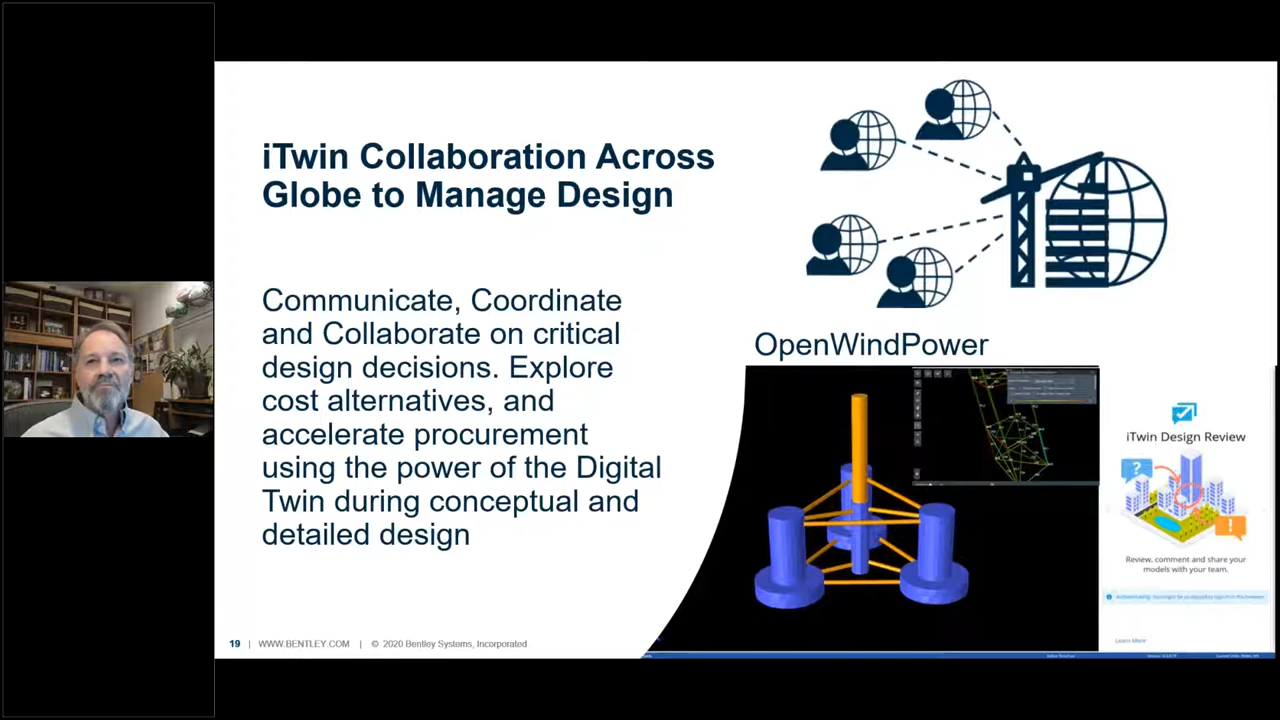 iTwin Collaboration Across
Globe to Manage Design
Communicate, Coordinate
and Collaborate on critical
design decisions. Explore
cost alternatives, and
accelerate procurement
using the power of the Digital
Twin during conceptual and
detailed design
OpenWindPower
iTwin Design Review
?
!
Review, comment and share your
models with your team.
Learn More
19 | WWW.BENTLEY.COM | © 2020 Bentley Systems, Incorporated